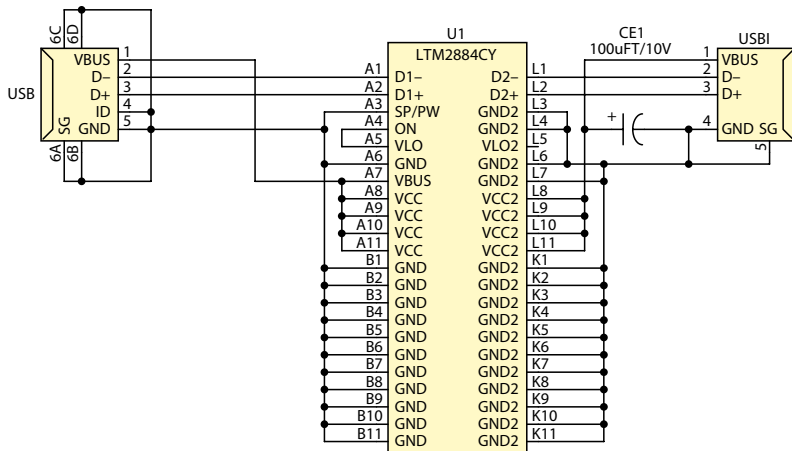 6C
6D
USB
VBUS 1
D– 2
D+ 3
ID 4
GND 5
SG
6A
6B
U1
LTM2884CY
A1 D1– D2– L1
A2 D1+ D2+ L2
A3 SP/PW GND2 L3
A4 ON GND2 L4
A5 VLO VLO2 L5
A6 GND GND2 L6
A7 VBUS GND2 L7
A8 VCC VCC2 L8
A9 VCC VCC2 L9
A10 VCC VCC2 L10
A11 VCC VCC2 L11
B1 GND GND2 K1
B2 GND GND2 K2
B3 GND GND2 K3
B4 GND GND2 K4
B5 GND GND2 K5
B6 GND GND2 K6
B7 GND GND2 K7
B8 GND GND2 K8
B9 GND GND2 K9
B10 GND GND2 K10
B11 GND GND2 K11
CE1
100uFT/10V
+
USBI
1 VBUS
2 D–
3 D+
4 GND SG
5